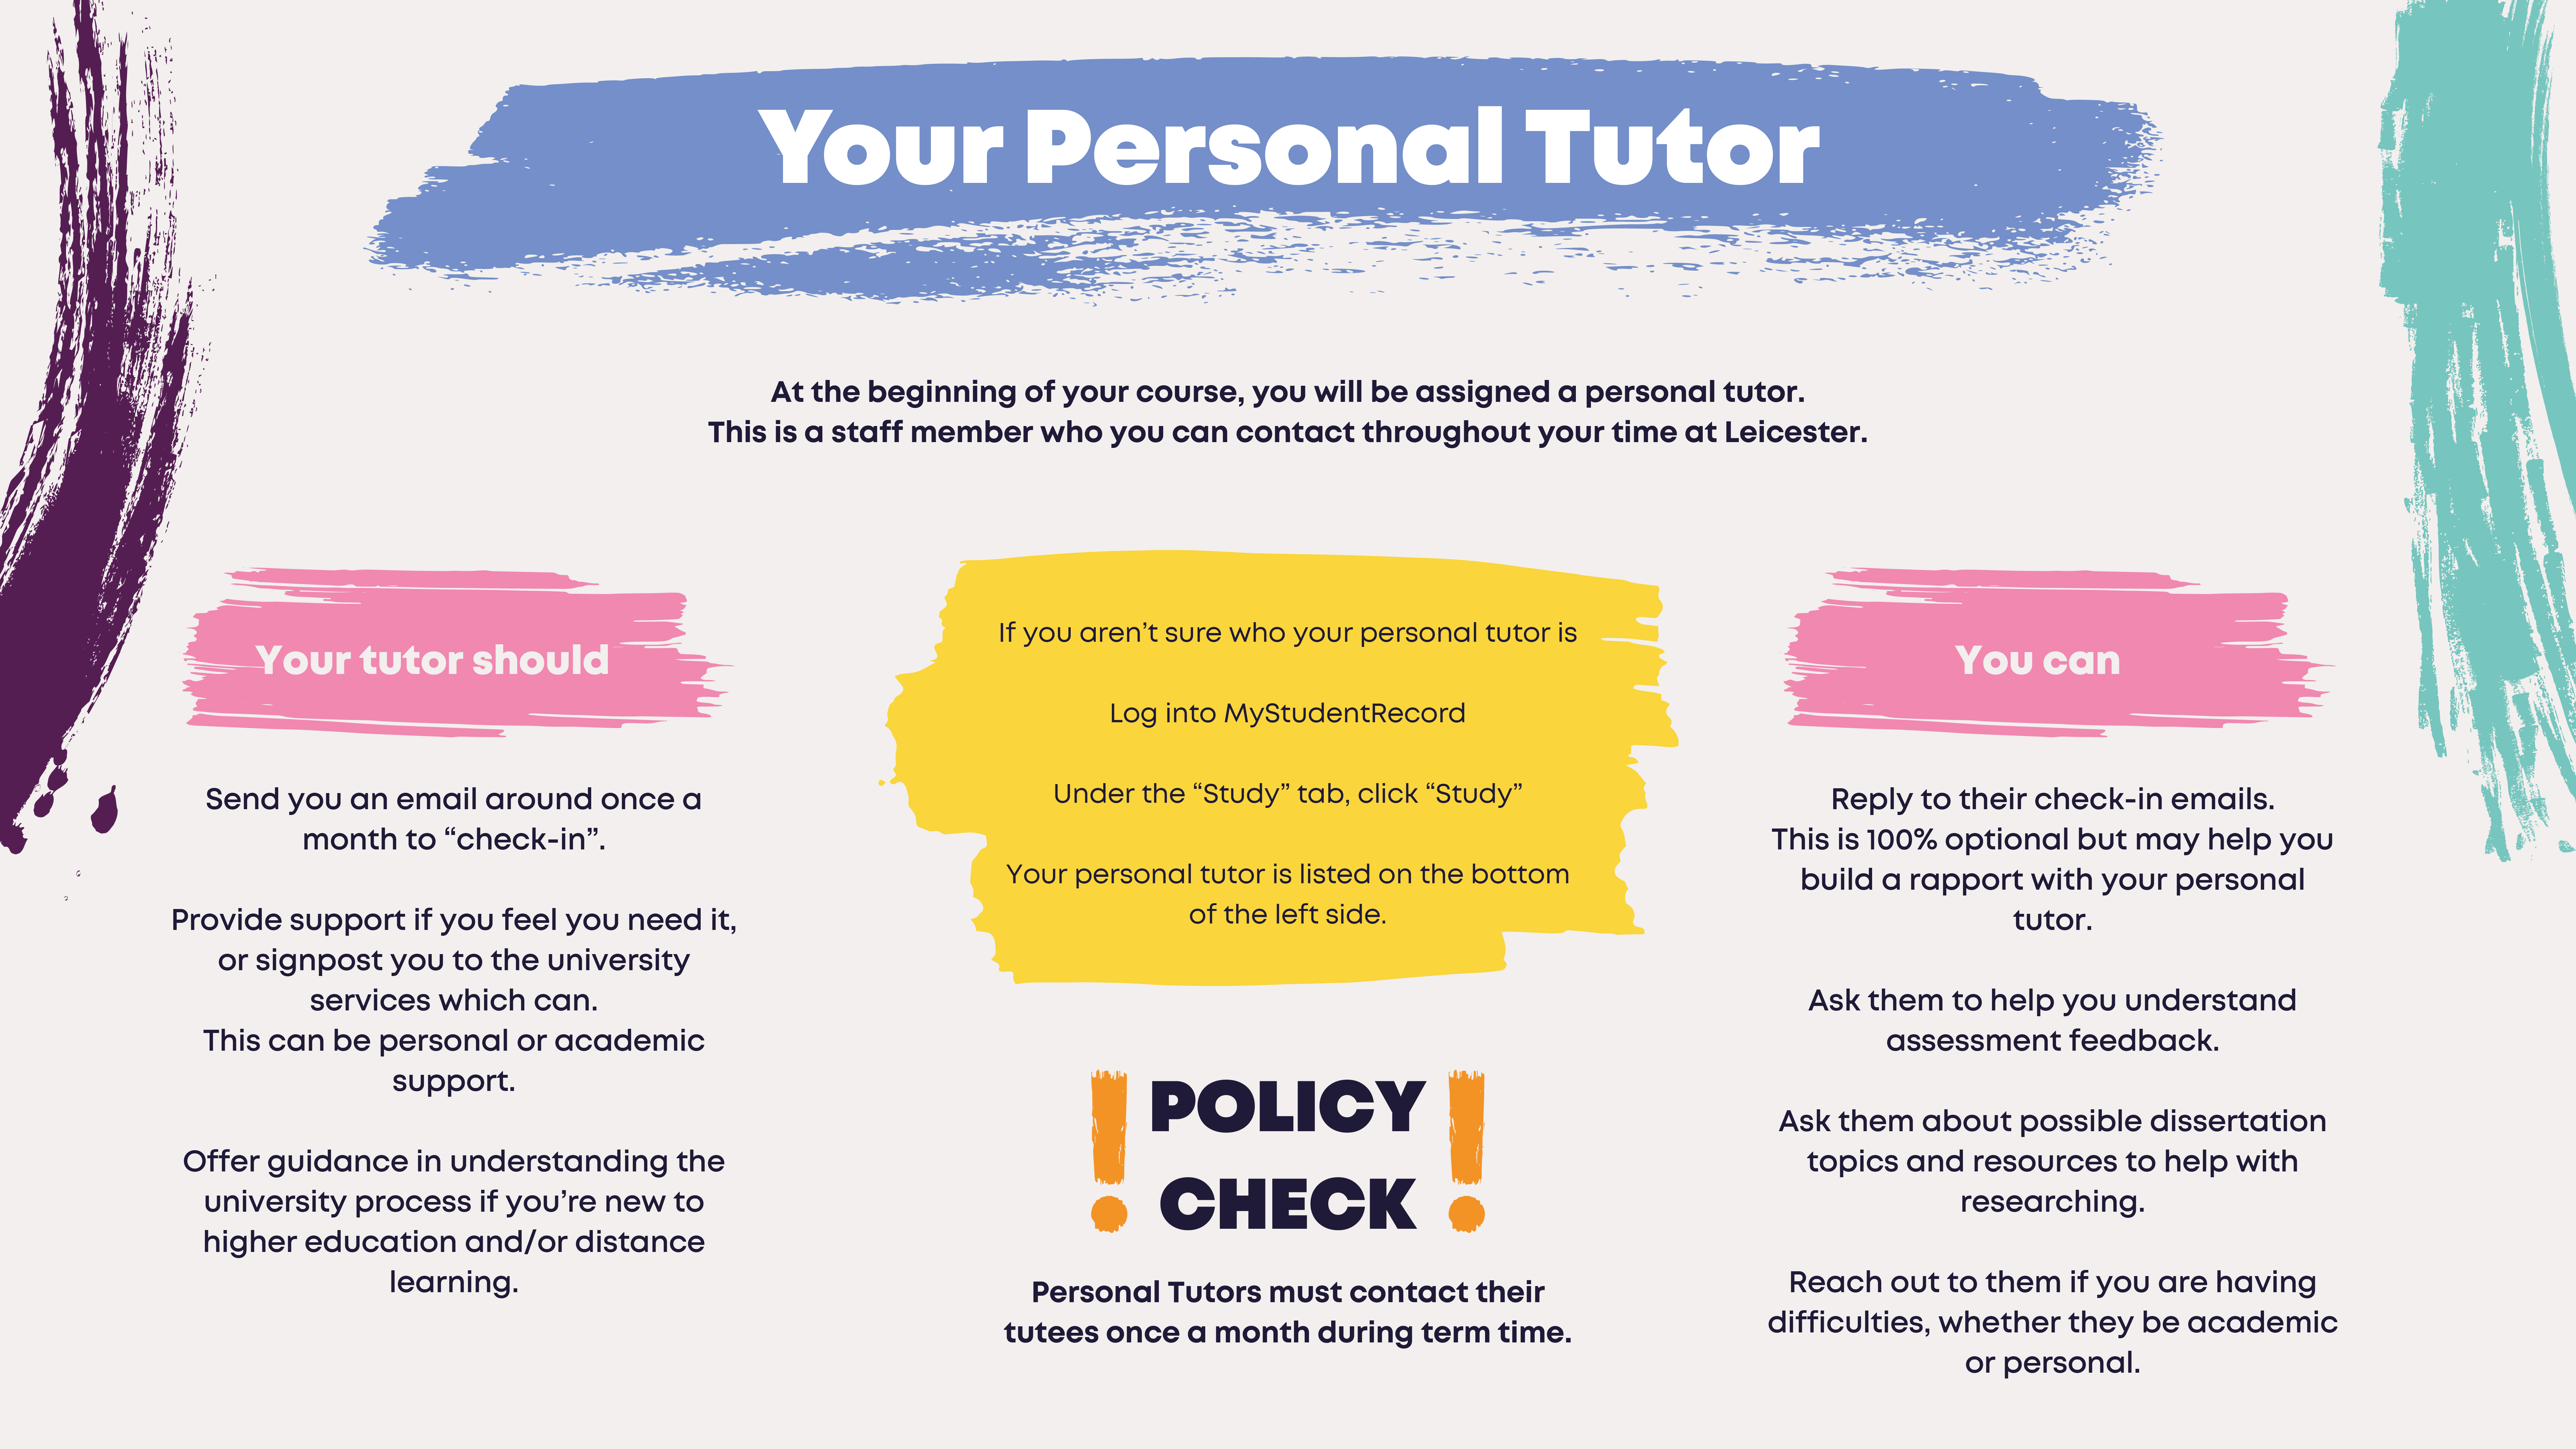 Your Personal Tutor
At the beginning of your course, you will be assigned a personal tutor.
This is a staff member who you can contact throughout your time at Leicester.
Your tutor should
Send you an email around once a
month to “check-in”.
Provide support if you feel you need it,
or signpost you to the university
services which can.
This can be personal or academic
support.
Offer guidance in understanding the
university process if you’re new to
higher education and/or distance
learning.
If you aren’t sure who your personal tutor is
Log into MyStudentRecord
Under the “Study” tab, click “Study”
Your personal tutor is listed on the bottom
of the left side.
! POLICY !
CHECK
Personal Tutors must contact their
tutees once a month during term time.
You can
Reply to their check-in emails.
This is 100% optional but may help you
build a rapport with your personal
tutor.
Ask them to help you understand
assessment feedback.
Ask them about possible dissertation
topics and resources to help with
researching.
Reach out to them if you are having
difficulties, whether they be academic
or personal.